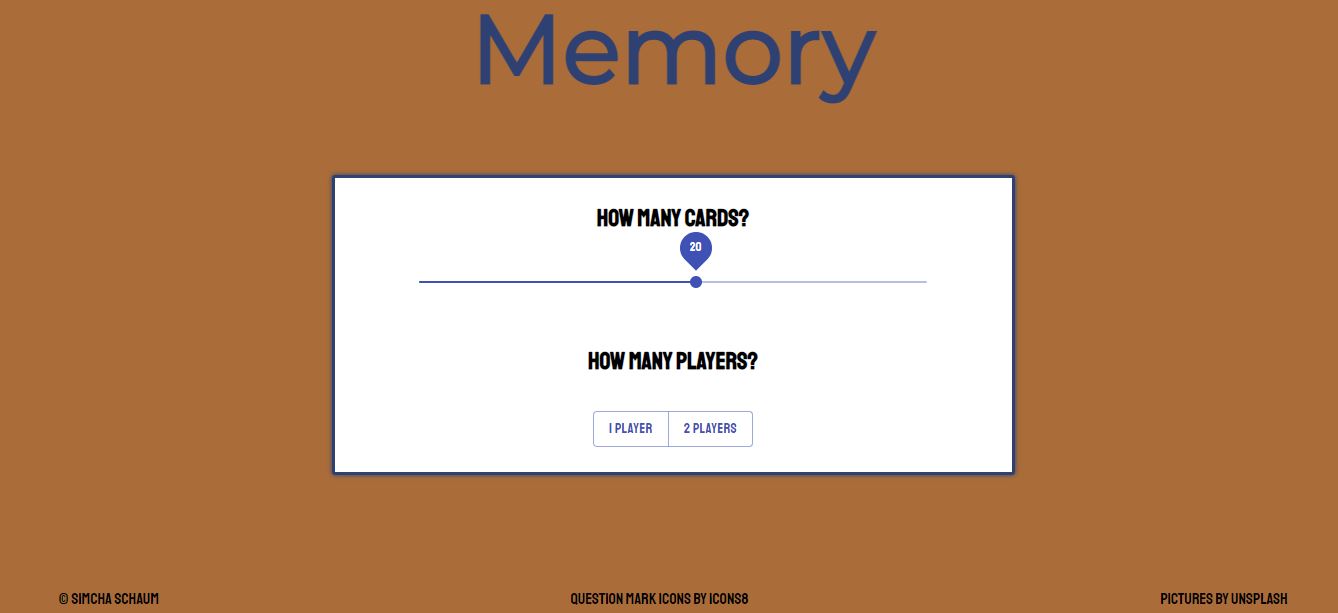 Memory
HOW MANY CARDS?
20
HOW MANY PLAYERS?
1 PLAYER
2 PLAYERS
© SIMCHA SCHAUM
QUESTION MARK ICONS BY ICONS8
PICTURES BY UNSPLASH